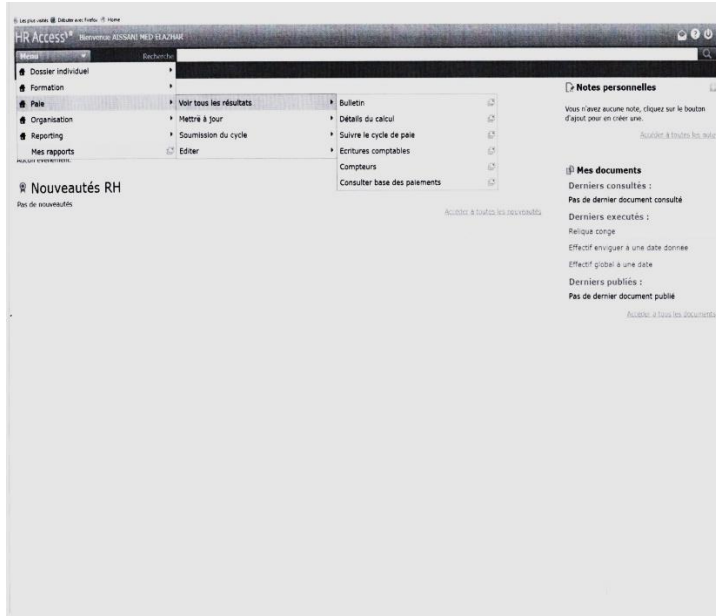 Les plus visités Débuter avec Firefox Home
HR Access Bienvenue AISSANI MED ELAZHAR
Menu Recherche
Dossier individuel
Formation
Paie
Organisation
Reporting
Mes rapports
Voir tous les résultats
Mettre à jour
Soumission du cycle
Editer
Bulletin
Détails du calcul
Suivre le cycle de paie
Ecritures comptables
Compteurs
Consulter base des paiements
Aucun évènement.
Nouveautés RH
Pas de nouveautés
Accéder à toutes les nouveautés
Notes personnelles
Vous n'avez aucune note, cliquez sur le bouton
d'ajout pour en créer une.
Accéder à toutes les notes
Mes documents
Derniers consultés :
Pas de dernier document consulté
Derniers executés :
Relique conge
Effectif enviguer à une date donnee
Effectif global à une date
Derniers publiés :
Pas de dernier document publié
Accéder à tous les documents